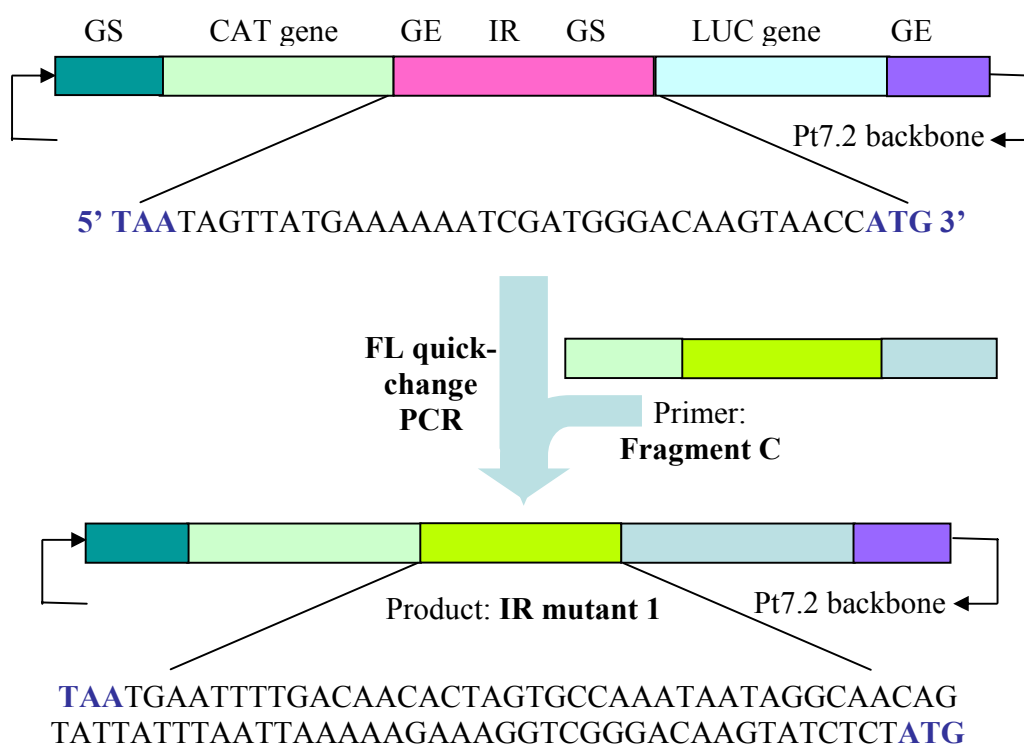 GS CAT gene GE IR GS LUC gene GE
Pt7.2 backbone
5’ TAATAGTTATGAAAAAATCGATGGGACAAGTAACCATG 3’
FL quick-
change
PCR
Primer:
Fragment C
Product: IR mutant 1
Pt7.2 backbone
TAATGAATTTTGACAACACTAGTGCCAAATAATAGGCAACAG
TATTATTTAATTAAAAAGAAAGGTCGGGACAAGTATCTCTATG